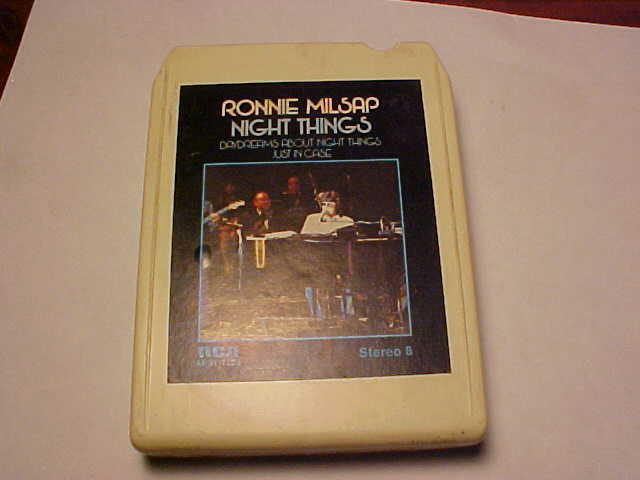 RONNIE MILSAP
NIGHT THINGS
DAYDREAMS ABOUT NIGHT THINGS
JUST IN CASE
RCA
Stereo 8